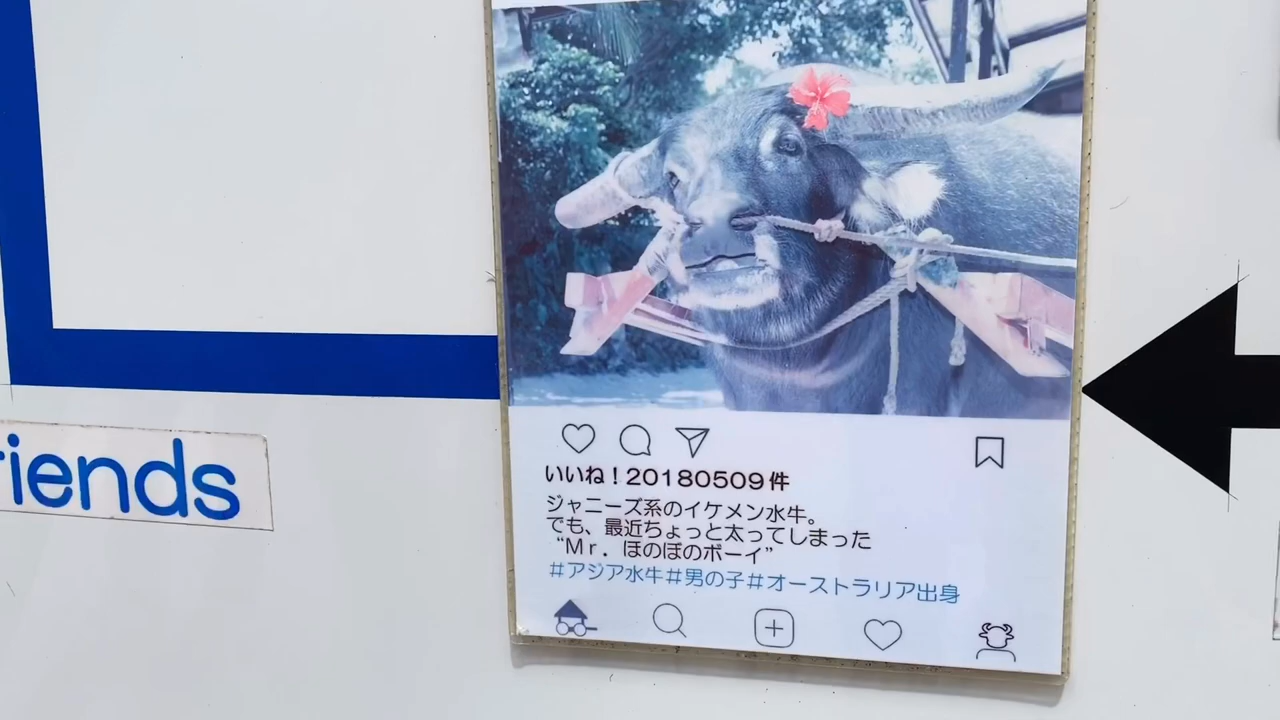 riends
いいね！20180509件
ジャニーズ系のイケメン水牛。
でも、最近ちょっと太ってしまった
“Mr．ほのぼのボーイ”
#アジア水牛#男の子#オーストラリア出身